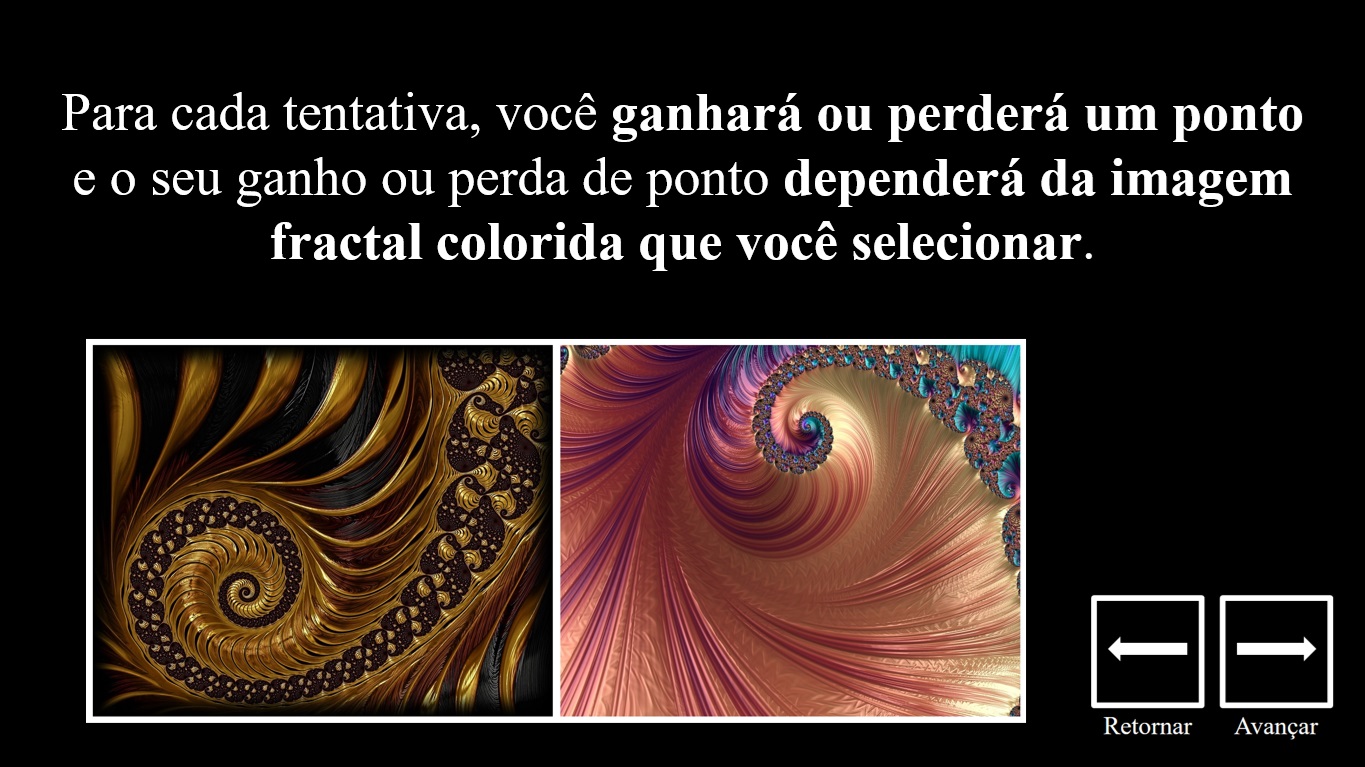 Para cada tentativa, você ganhará ou perderá um ponto
e o seu ganho ou perda de ponto dependerá da imagem
fractal colorida que você selecionar.
Retornar
Avançar